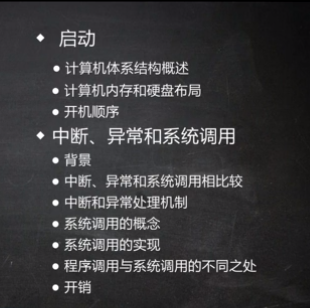 启动
计算机体系结构概述
计算机内存和硬盘布局
开机顺序
中断、异常和系统调用
背景
中断、异常和系统调用相比较
中断和异常处理机制
系统调用的概念
系统调用的实现
程序调用与系统调用的不同之处
开销